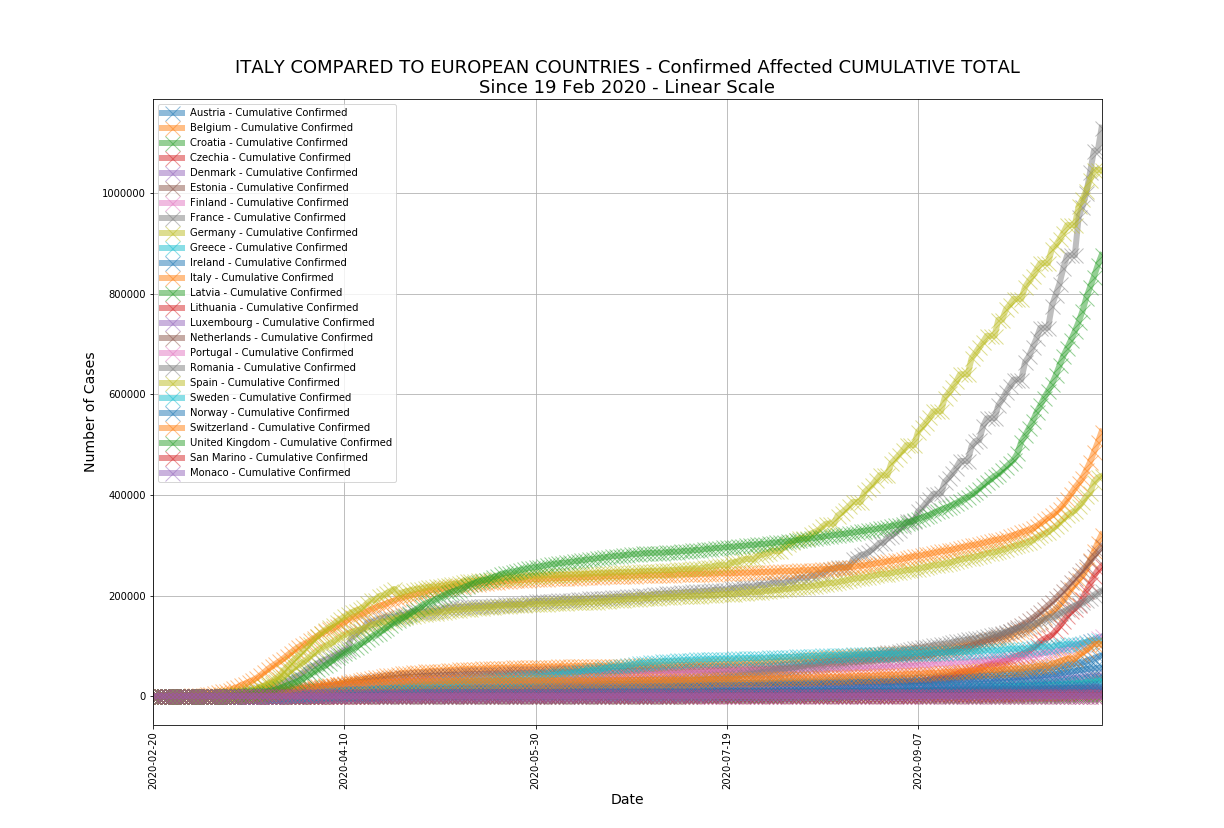 ITALY COMPARED TO EUROPEAN COUNTRIES - Confirmed Affected CUMULATIVE TOTAL
Since 19 Feb 2020 - Linear Scale
Austria - Cumulative Confirmed
Belgium - Cumulative Confirmed
Croatia - Cumulative Confirmed
Czechia - Cumulative Confirmed
Denmark - Cumulative Confirmed
Estonia - Cumulative Confirmed
Finland - Cumulative Confirmed
France - Cumulative Confirmed
Germany - Cumulative Confirmed
Greece - Cumulative Confirmed
Ireland - Cumulative Confirmed
Italy - Cumulative Confirmed
Latvia - Cumulative Confirmed
Lithuania - Cumulative Confirmed
Luxembourg - Cumulative Confirmed
Netherlands - Cumulative Confirmed
Portugal - Cumulative Confirmed
Romania - Cumulative Confirmed
Spain - Cumulative Confirmed
Sweden - Cumulative Confirmed
Norway - Cumulative Confirmed
Switzerland - Cumulative Confirmed
United Kingdom - Cumulative Confirmed
San Marino - Cumulative Confirmed
Monaco - Cumulative Confirmed
Number of Cases
1000000
800000
600000
400000
200000
0
2020-02-20
2020-04-10
2020-05-30
2020-07-19
2020-09-07
Date